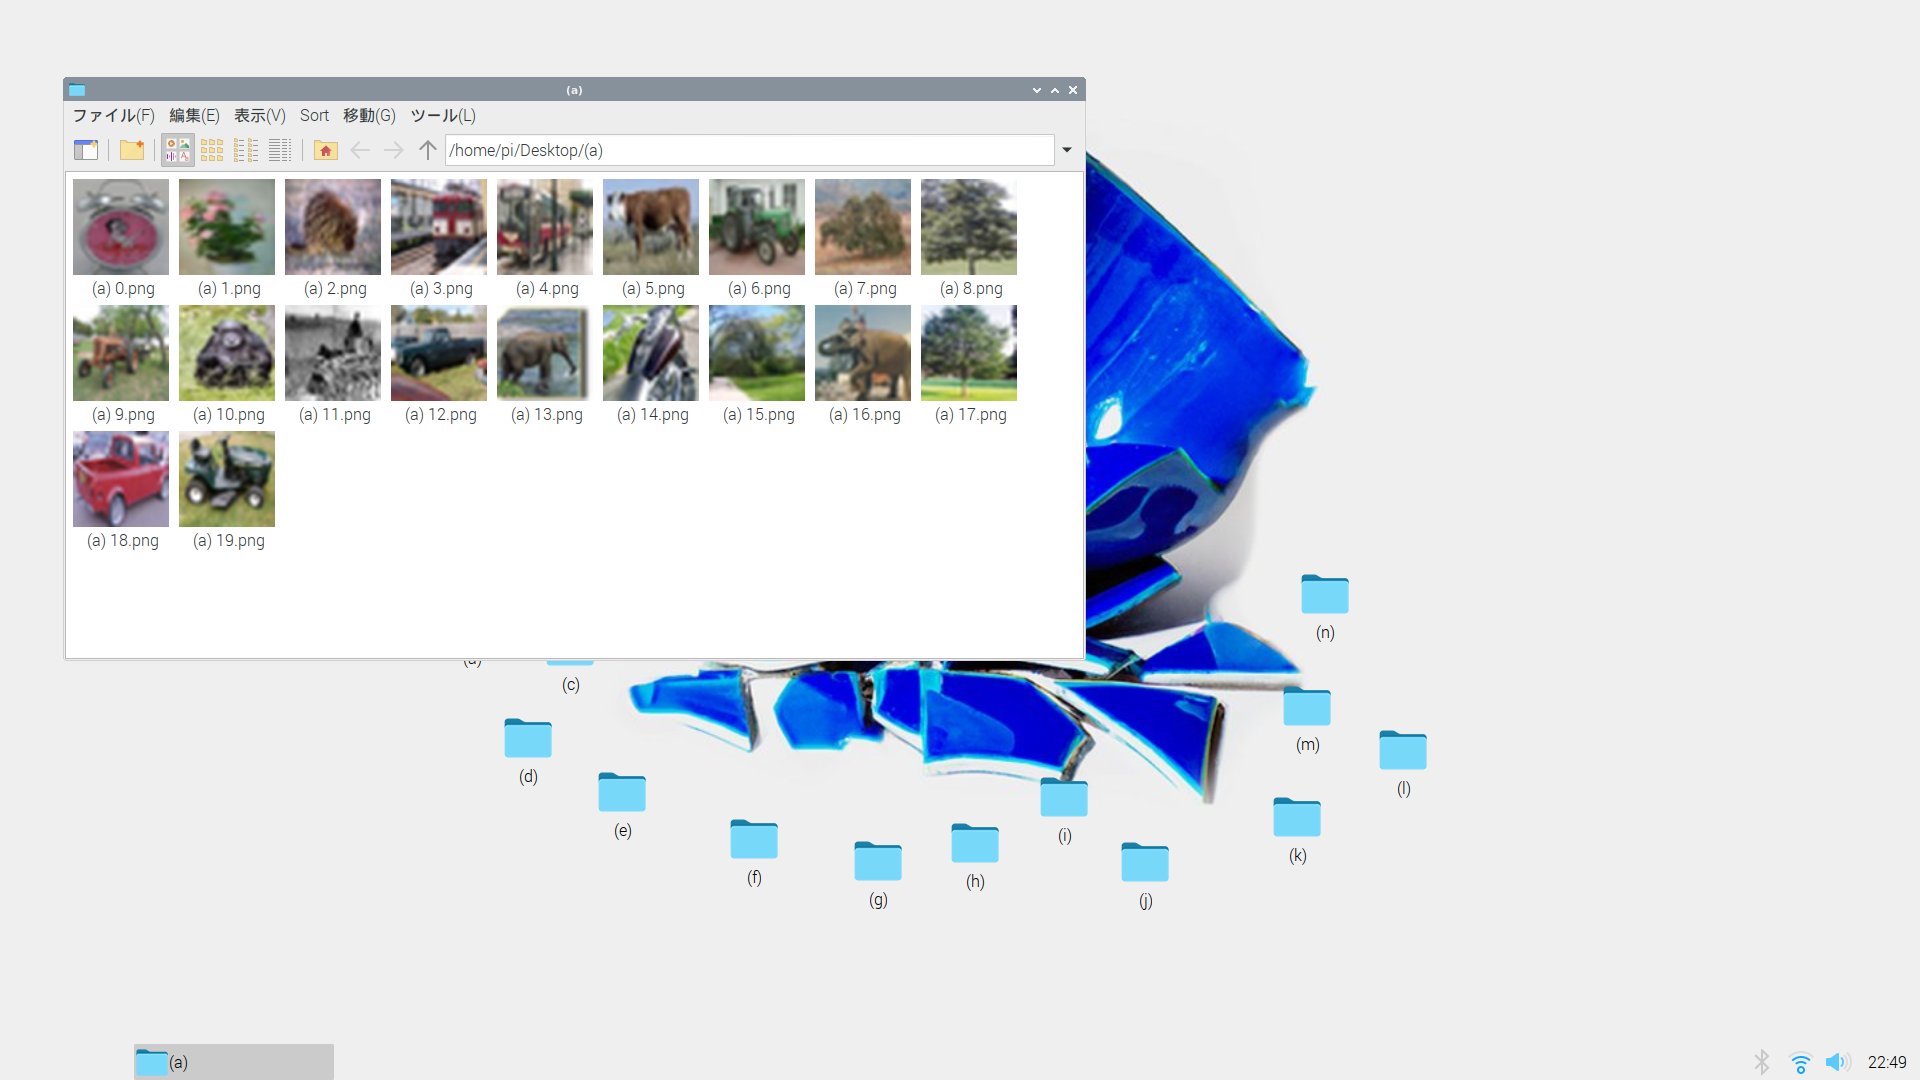 (a)
ファイル(F) 編集(E) 表示(V) Sort 移動(G) ツール(L)
/home/pi/Desktop/(a)
(a) 0.png (a) 1.png (a) 2.png (a) 3.png (a) 4.png (a) 5.png (a) 6.png (a) 7.png (a) 8.png
(a) 9.png (a) 10.png (a) 11.png (a) 12.png (a) 13.png (a) 14.png (a) 15.png (a) 16.png (a) 17.png
(a) 18.png (a) 19.png
(n)
(c)
(m)
(d)
(l)
(e)
(i)
(k)
(f)
(h)
(g)
(j)
(a)
22:49